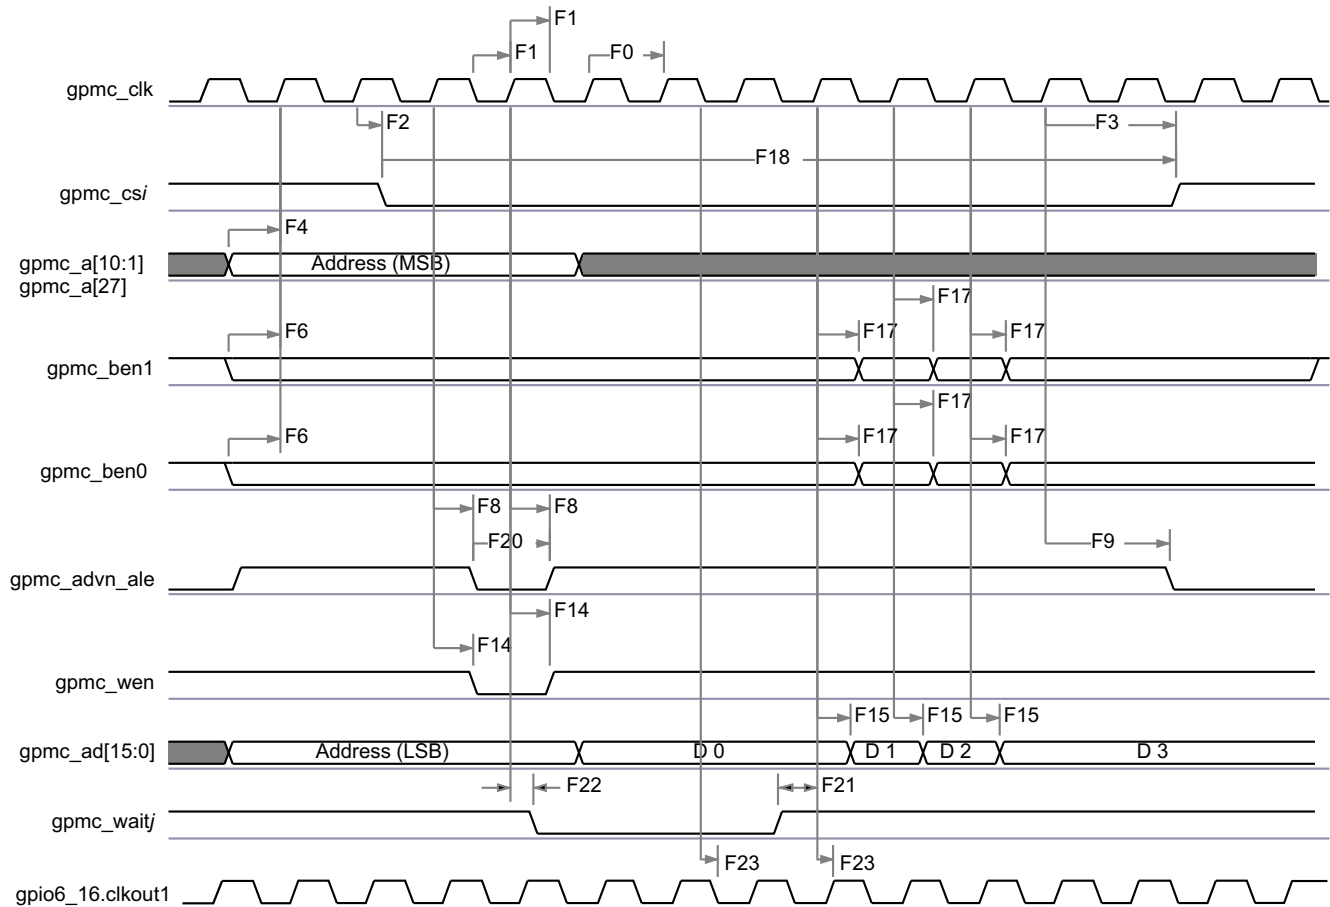 F1
F1 F0
gpmc_clk
F2 F3
F18
gpmc_csi
F4
gpmc_a[10:1] Address (MSB)
gpmc_a[27]
F17
F6 F17 F17
gpmc_ben1
F17
F6 F17 F17
gpmc_ben0
F8 F8
F20 F9
gpmc_advn_ale
F14
F14
gpmc_wen
F15 F15 F15
gpmc_ad[15:0] Address (LSB) D 0 D 1 D 2 D 3
F22 F21
gpmc_waitj
F23 F23
gpio6_16.clkout1